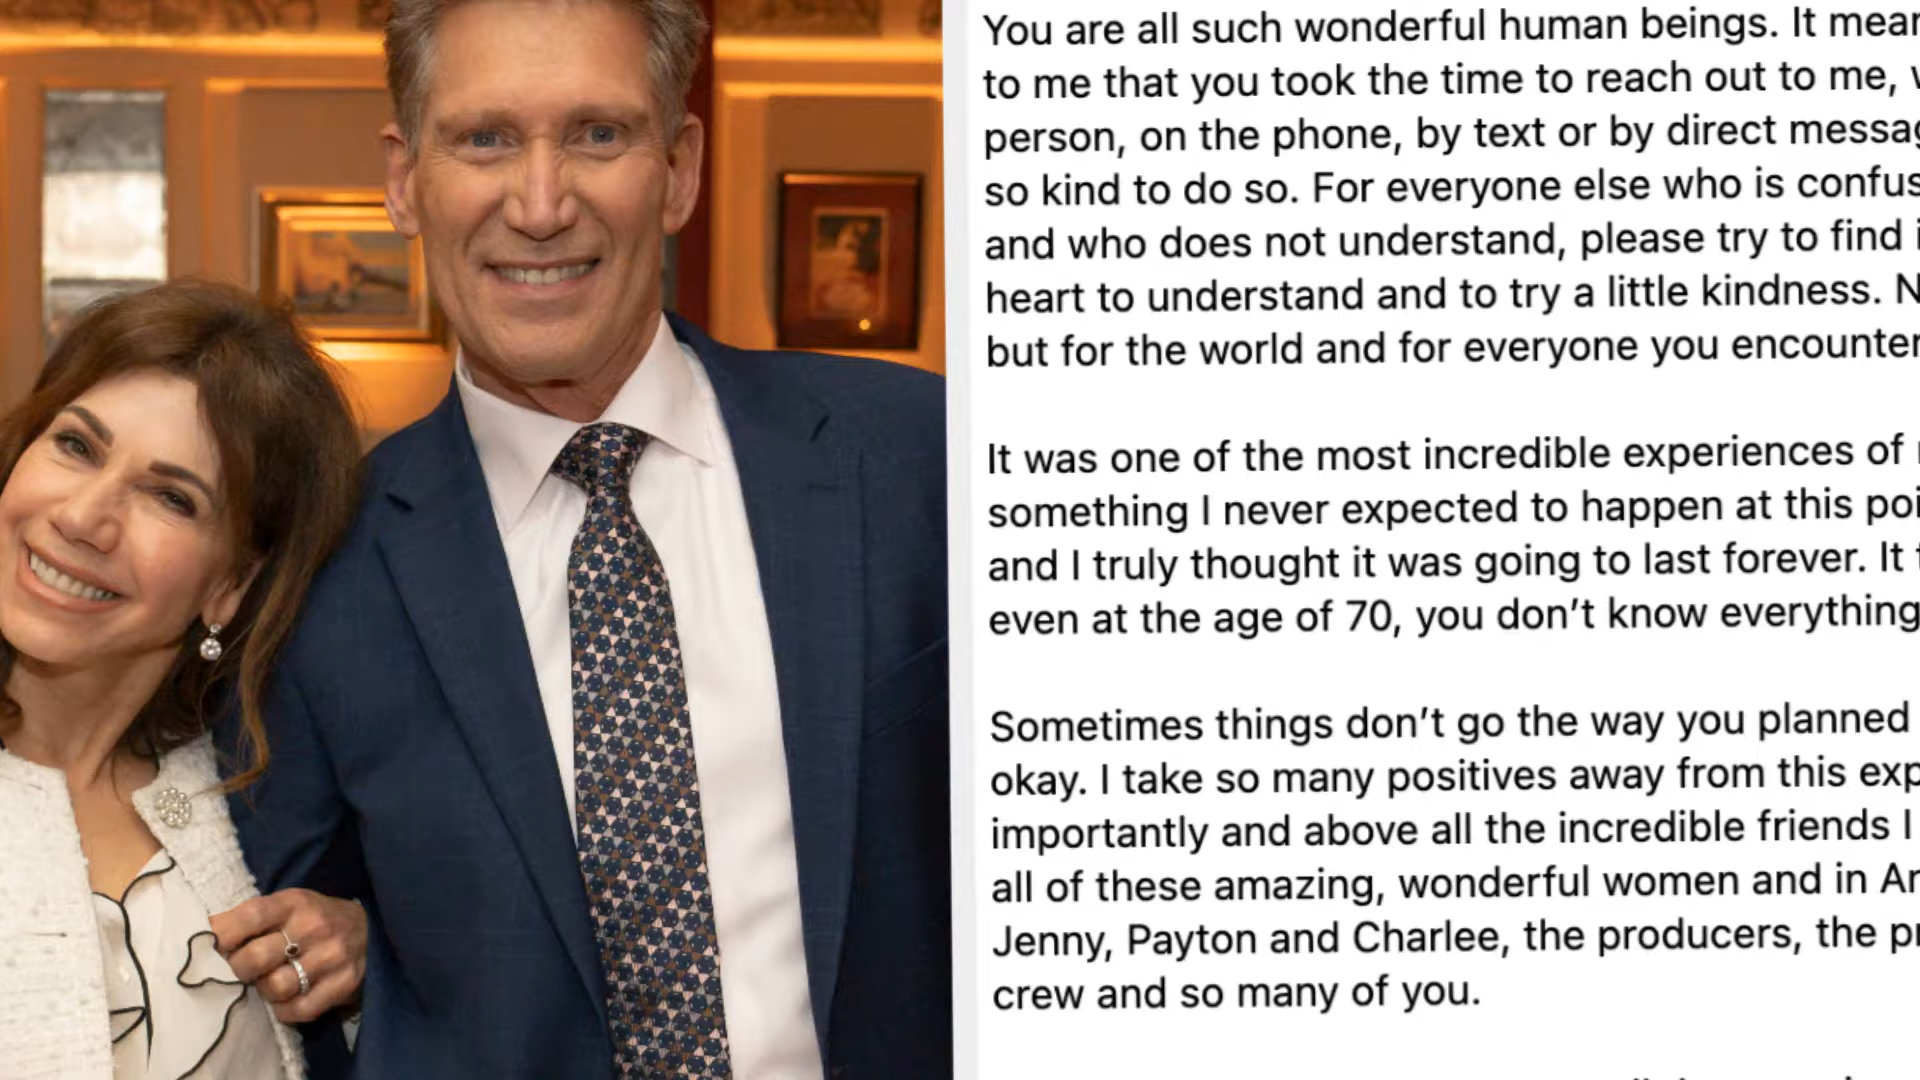 You are all such wonderful human beings. It
to me that you took the time to reach out to me,
person, on the phone, by text or by direct
so kind to do so. For everyone else who is
and who does not understand, please try to find
heart to understand and to try a little kindness.
but for the world and for everyone you encounter
It was one of the most incredible experiences of
something I never expected to happen at this
and I truly thought it was going to last forever. It
even at the age of 70, you don’t know everything
Sometimes things don’t go the way you planned
okay. I take so many positives away from this
importantly and above all the incredible friends I
all of these amazing, wonderful women and in
Jenny, Payton and Charlee, the producers, the
crew and so many of you.